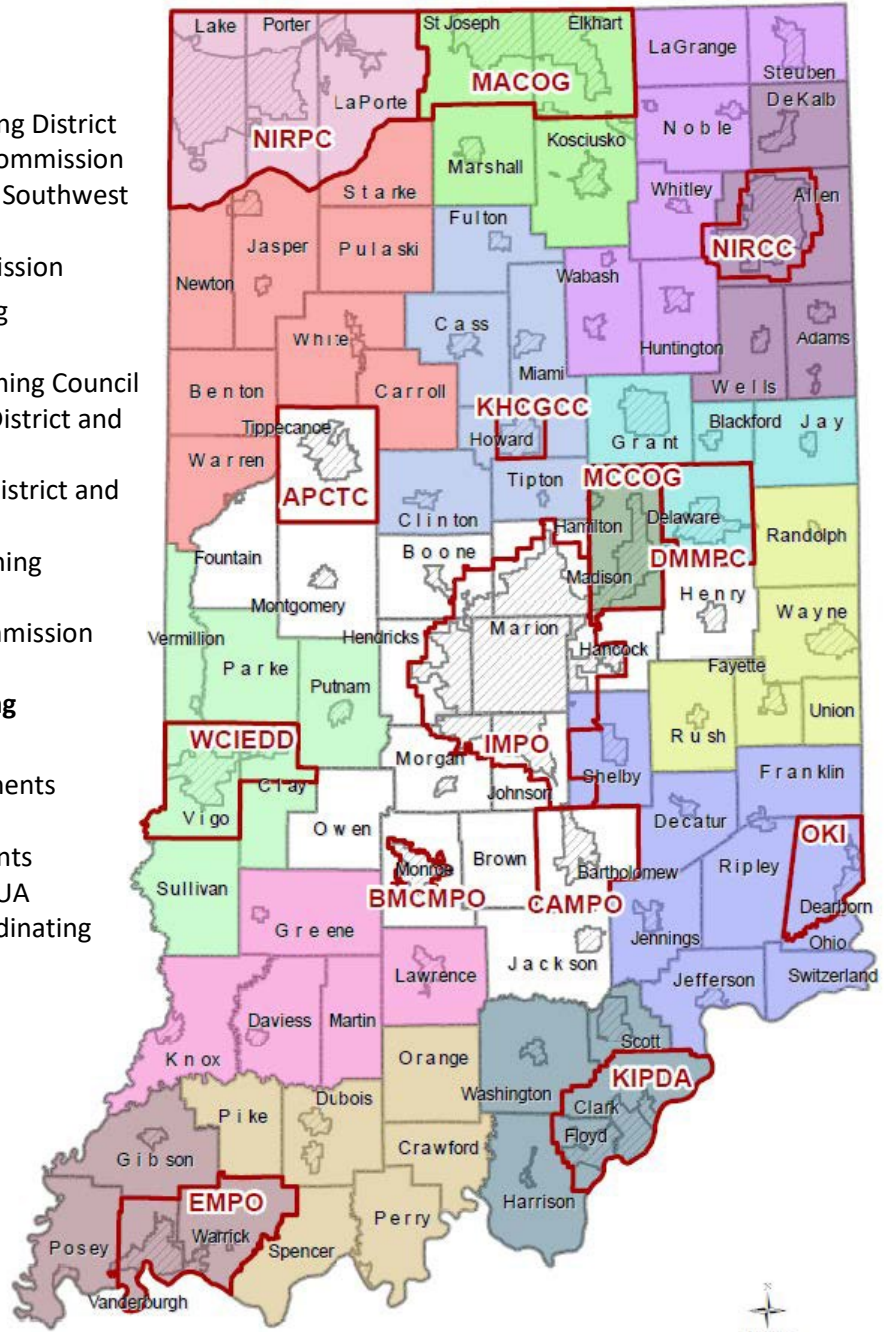 ng District
ommission
Southwest
ission
g
ning Council
District and
istrict and
ning
mmission
g
nents
nts
UA
dinating
Lake
Porter
St Joseph
Elkhart
LaGrange
Steuben
LaPorte
MACOG
DeKalb
NIRPC
Noble
Marshall
Kosciusko
Starke
Whitley
Allen
Fulton
Jasper
Pulaski
NIRCC
Newton
Wabash
Cass
White
Miami
Huntington
Adams
Wells
Benton
Carroll
KHCGCC
Tippecanoe
Howard
Grant
Blackford
Jay
Warren
Tipton
MCCOG
APCTC
Clinton
Hamilton
Delaware
Randolph
Fountain
Boone
DMMPC
Madison
Henry
Montgomery
Wayne
Vermillion
Hendricks
Marion
Hancock
Parke
Fayette
Putnam
Union
WCIEDD
Rush
IMPO
Morgan
Shelby
Franklin
Clay
Johnson
Vigo
Owen
Decatur
OKI
Brown
Ripley
Monroe
Bartholomew
Sullivan
BMCMPO
CAMPO
Dearborn
Greene
Jennings
Ohio
Jackson
Lawrence
Jefferson
Switzerland
Daviess
Martin
Knox
Scott
Orange
KIPDA
Washington
Dubois
Clark
Pike
Floyd
Crawford
Gibson
EMPO
Harrison
Perry
Warrick
Posey
Spencer
Vanderburgh
N